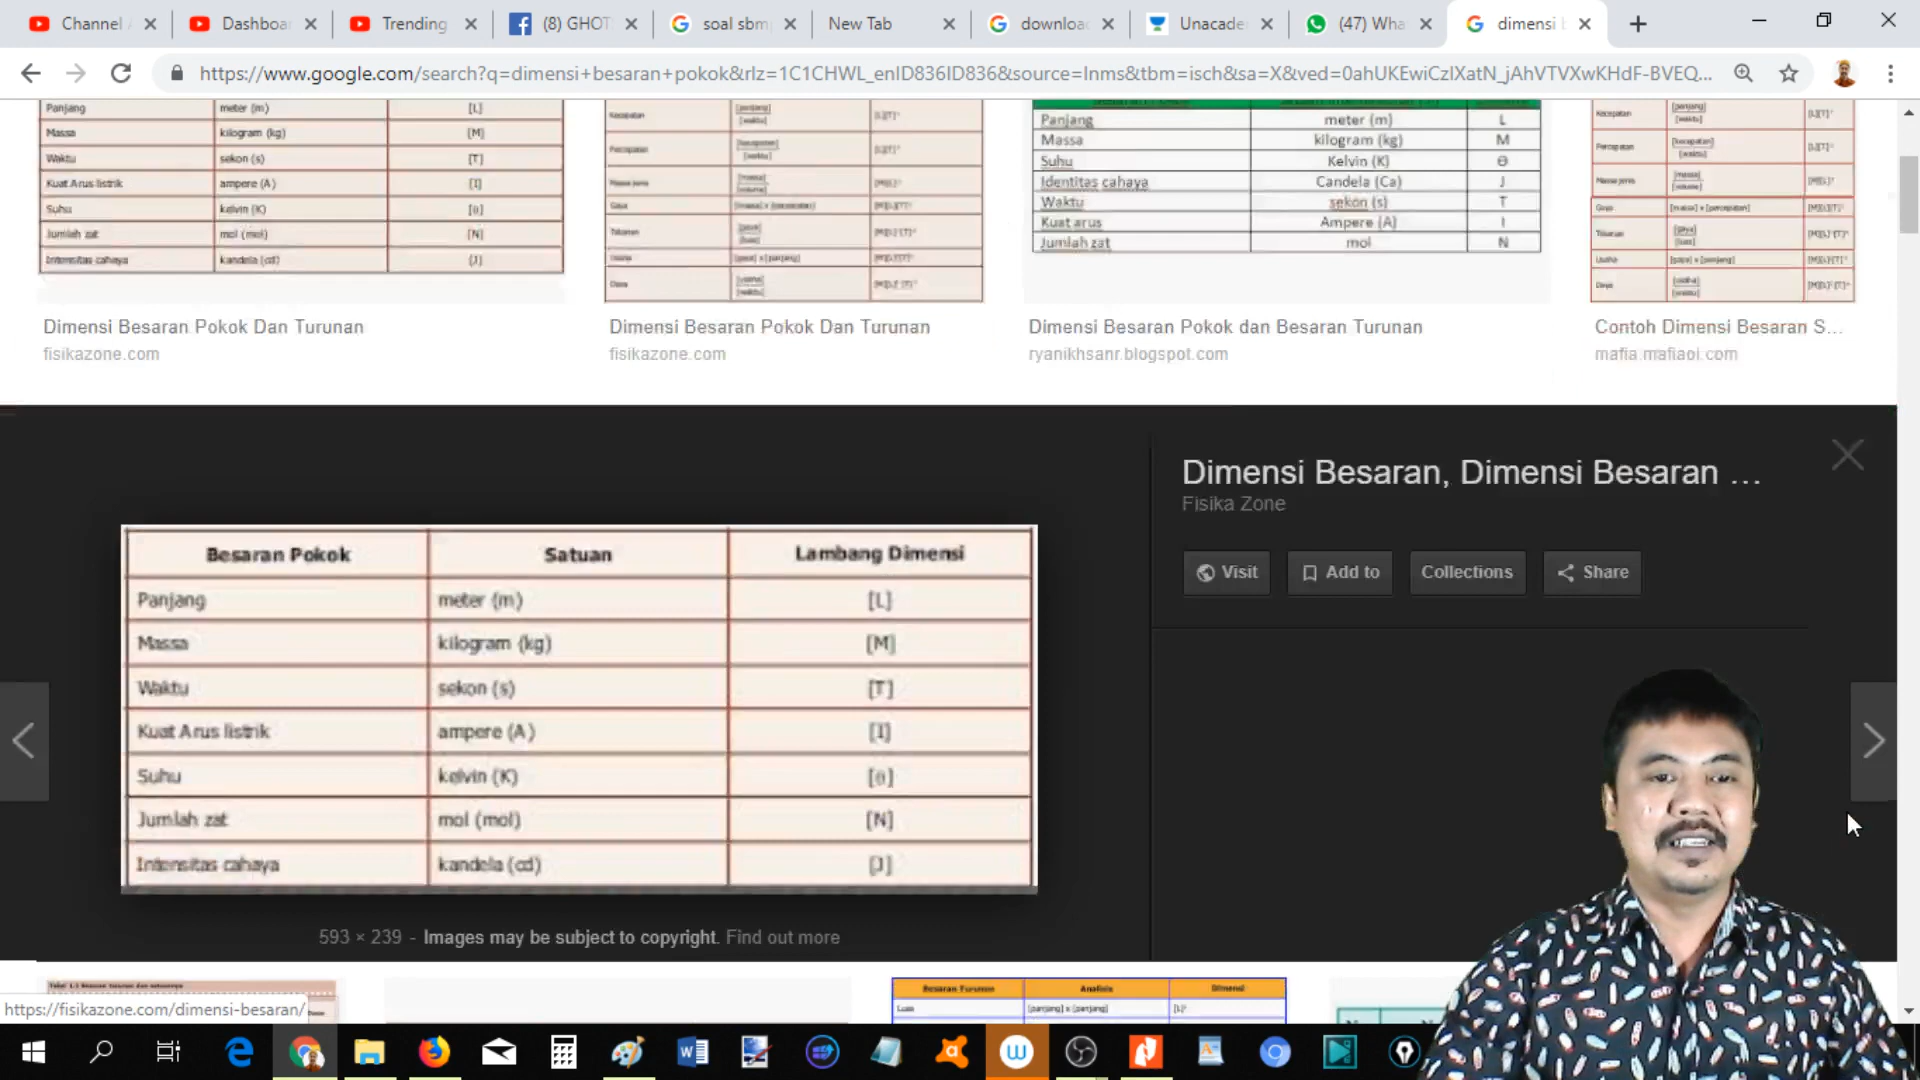 Channel
Dashboar
Trending
(8) GHOT
soal sbm
New Tab
downloa
Unacade
(47) Wha
dimensi b
https://www.google.com/search?q=dimensi+besaran+pokok&rlz=1C1CHWL_enID836ID836&source=lnms&tbm=isch&sa=X&ved=0ahUKEwiCzIXatN_jAhVTVXwKHdF-BVEQ...
Panjang meter (m) [L]
Massa kilogram (kg) [M]
Waktu sekon (s) [T]
Kuat Arus listrik ampere (A) [I]
Suhu kelvin (K) [θ]
Jumlah zat mol (mol) [N]
Intensitas cahaya kandela (cd) [J]
Panjang meter (m) L
Massa kilogram (kg) M
Suhu Kelvin (K) Ө
Identitas cahaya Candela (Ca) J
Waktu sekon (s) T
Kuat arus Ampere (A) I
Jumlah zat mol N
Dimensi Besaran Pokok Dan Turunan
fisikazone.com
Dimensi Besaran Pokok Dan Turunan
fisikazone.com
Dimensi Besaran Pokok dan Besaran Turunan
ryanikhsanr.blogspot.com
Contoh Dimensi Besaran S...
mafia.mafiaol.com
Dimensi Besaran, Dimensi Besaran ...
Fisika Zone
Visit
Add to
Collections
Share
Besaran Pokok Satuan Lambang Dimensi
Panjang meter (m) [L]
Massa kilogram (kg) [M]
Waktu sekon (s) [T]
Kuat Arus listrik ampere (A) [I]
Suhu kelvin (K) [θ]
Jumlah zat mol (mol) [N]
Intensitas cahaya kandela (cd) [J]
593 × 239 - Images may be subject to copyright. Find out more
Besaran Turunan Analisis Dimensi
Luas [panjang] x [panjang] [L]²
https://fisikazone.com/dimensi-besaran/